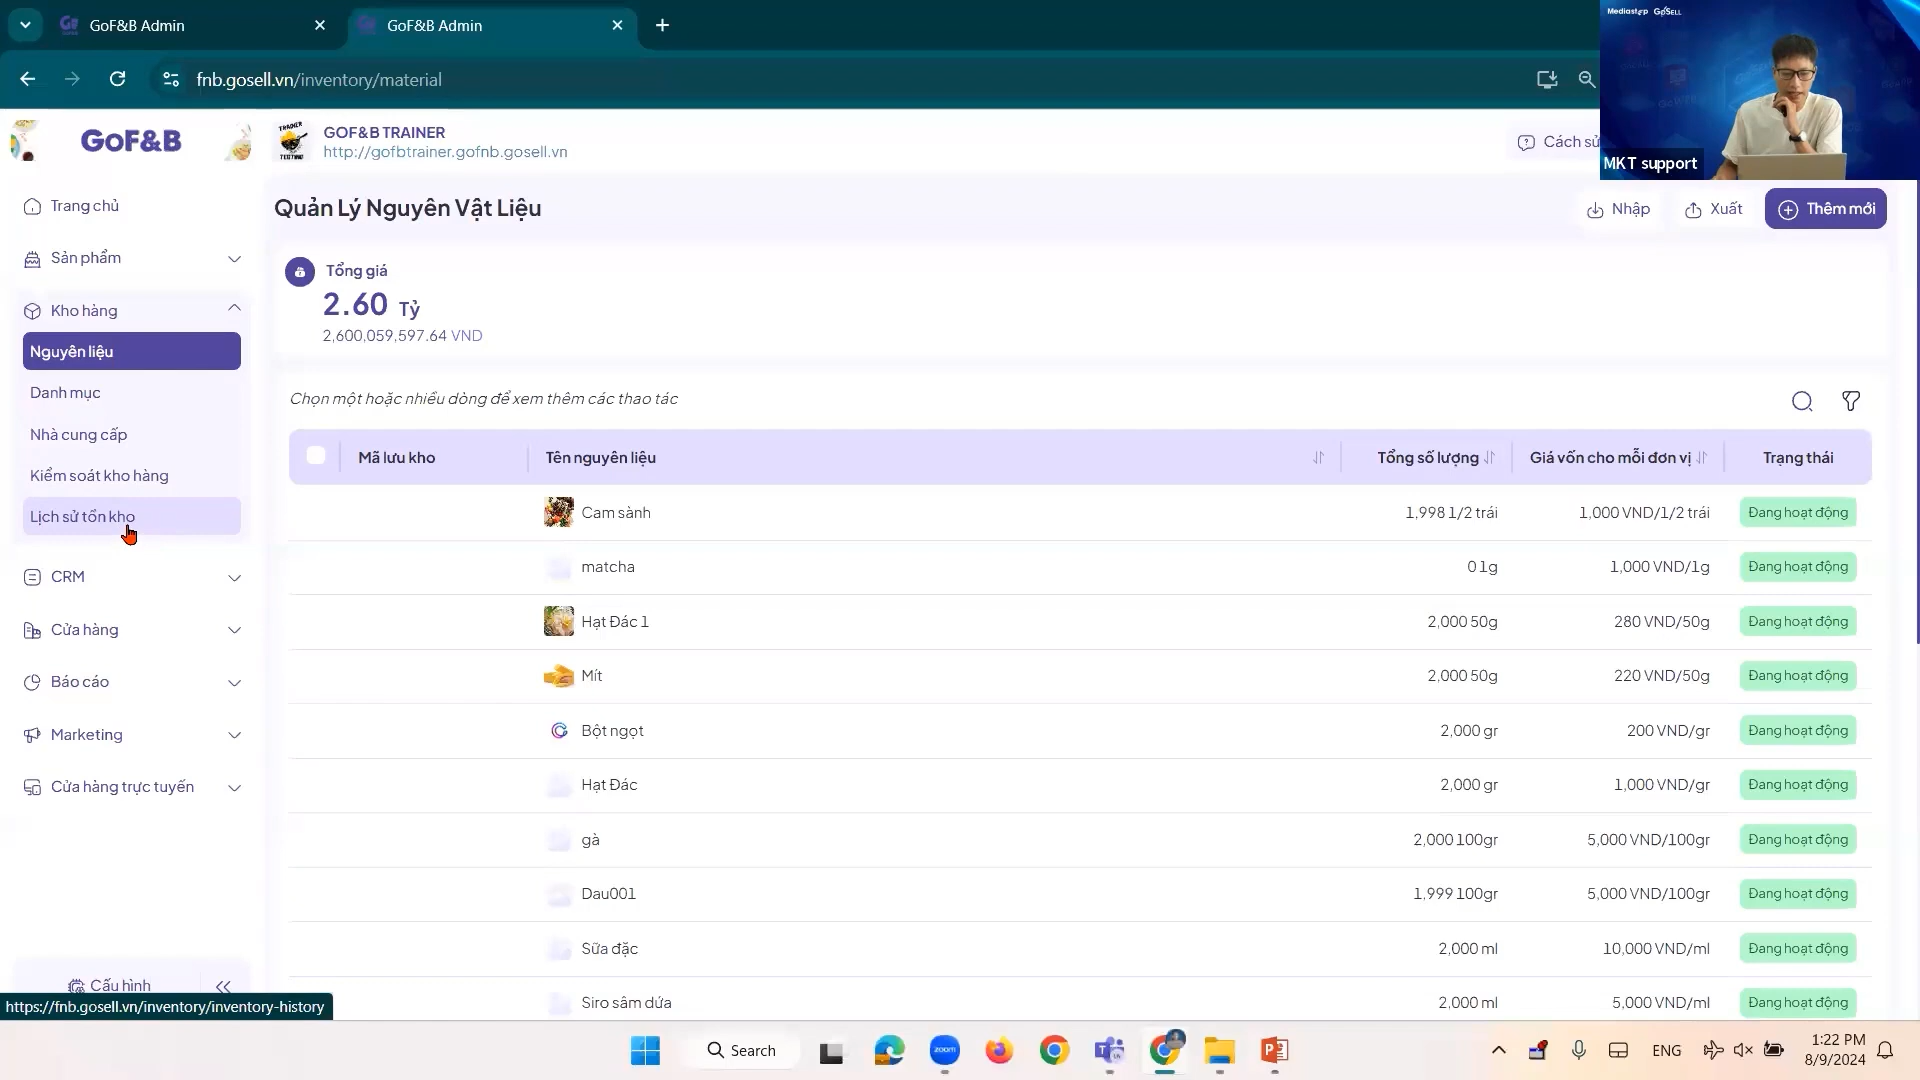 GoF&B Admin
GoF&B Admin
fnb.gosell.vn/inventory/material
Mediastep GoSELL
MKT support
GoF&B
GOF&B TRAINER
http://gofbtrainer.gofnb.gosell.vn
Cách sử
Trang chủ
Sản phẩm
Kho hàng
Nguyên liệu
Danh mục
Nhà cung cấp
Kiểm soát kho hàng
Lịch sử tồn kho
CRM
Cửa hàng
Báo cáo
Marketing
Cửa hàng trực tuyến
Cấu hình
https://fnb.gosell.vn/inventory/inventory-history
Quản Lý Nguyên Vật Liệu
Nhập
Xuất
Thêm mới
Tổng giá
2.60 Tỷ
2,600,059,597.64 VND
Chọn một hoặc nhiều dòng để xem thêm các thao tác
Mã lưu kho Tên nguyên liệu Tổng số lượng Giá vốn cho mỗi đơn vị Trạng thái
Cam sành 1,998 1/2 trái 1,000 VND/1/2 trái Đang hoạt động
matcha 0 1g 1,000 VND/1g Đang hoạt động
Hạt Đác 1 2,000 50g 280 VND/50g Đang hoạt động
Mít 2,000 50g 220 VND/50g Đang hoạt động
Bột ngọt 2,000 gr 200 VND/gr Đang hoạt động
Hạt Đác 2,000 gr 1,000 VND/gr Đang hoạt động
gà 2,000 100gr 5,000 VND/100gr Đang hoạt động
Dau001 1,999 100gr 5,000 VND/100gr Đang hoạt động
Sữa đặc 2,000 ml 10,000 VND/ml Đang hoạt động
Siro sâm dứa 2,000 ml 5,000 VND/ml Đang hoạt động
Search
zoom
ENG
1:22 PM
8/9/2024